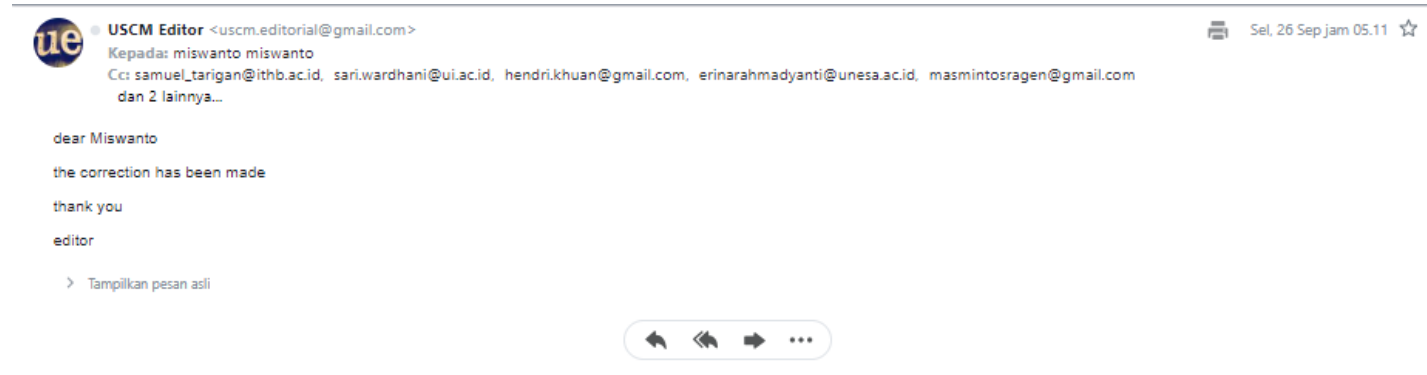 ue
USCM Editor <uscm.editorial@gmail.com>
Sel, 26 Sep jam 05.11
Kepada: miswanto miswanto
Cc: samuel_tarigan@ithb.ac.id, sari.wardhani@ui.ac.id, hendri.khuan@gmail.com, erinarahmadyanti@unesa.ac.id, masmintosragen@gmail.com
dan 2 lainnya...
dear Miswanto
the correction has been made
thank you
editor
Tampilkan pesan asli